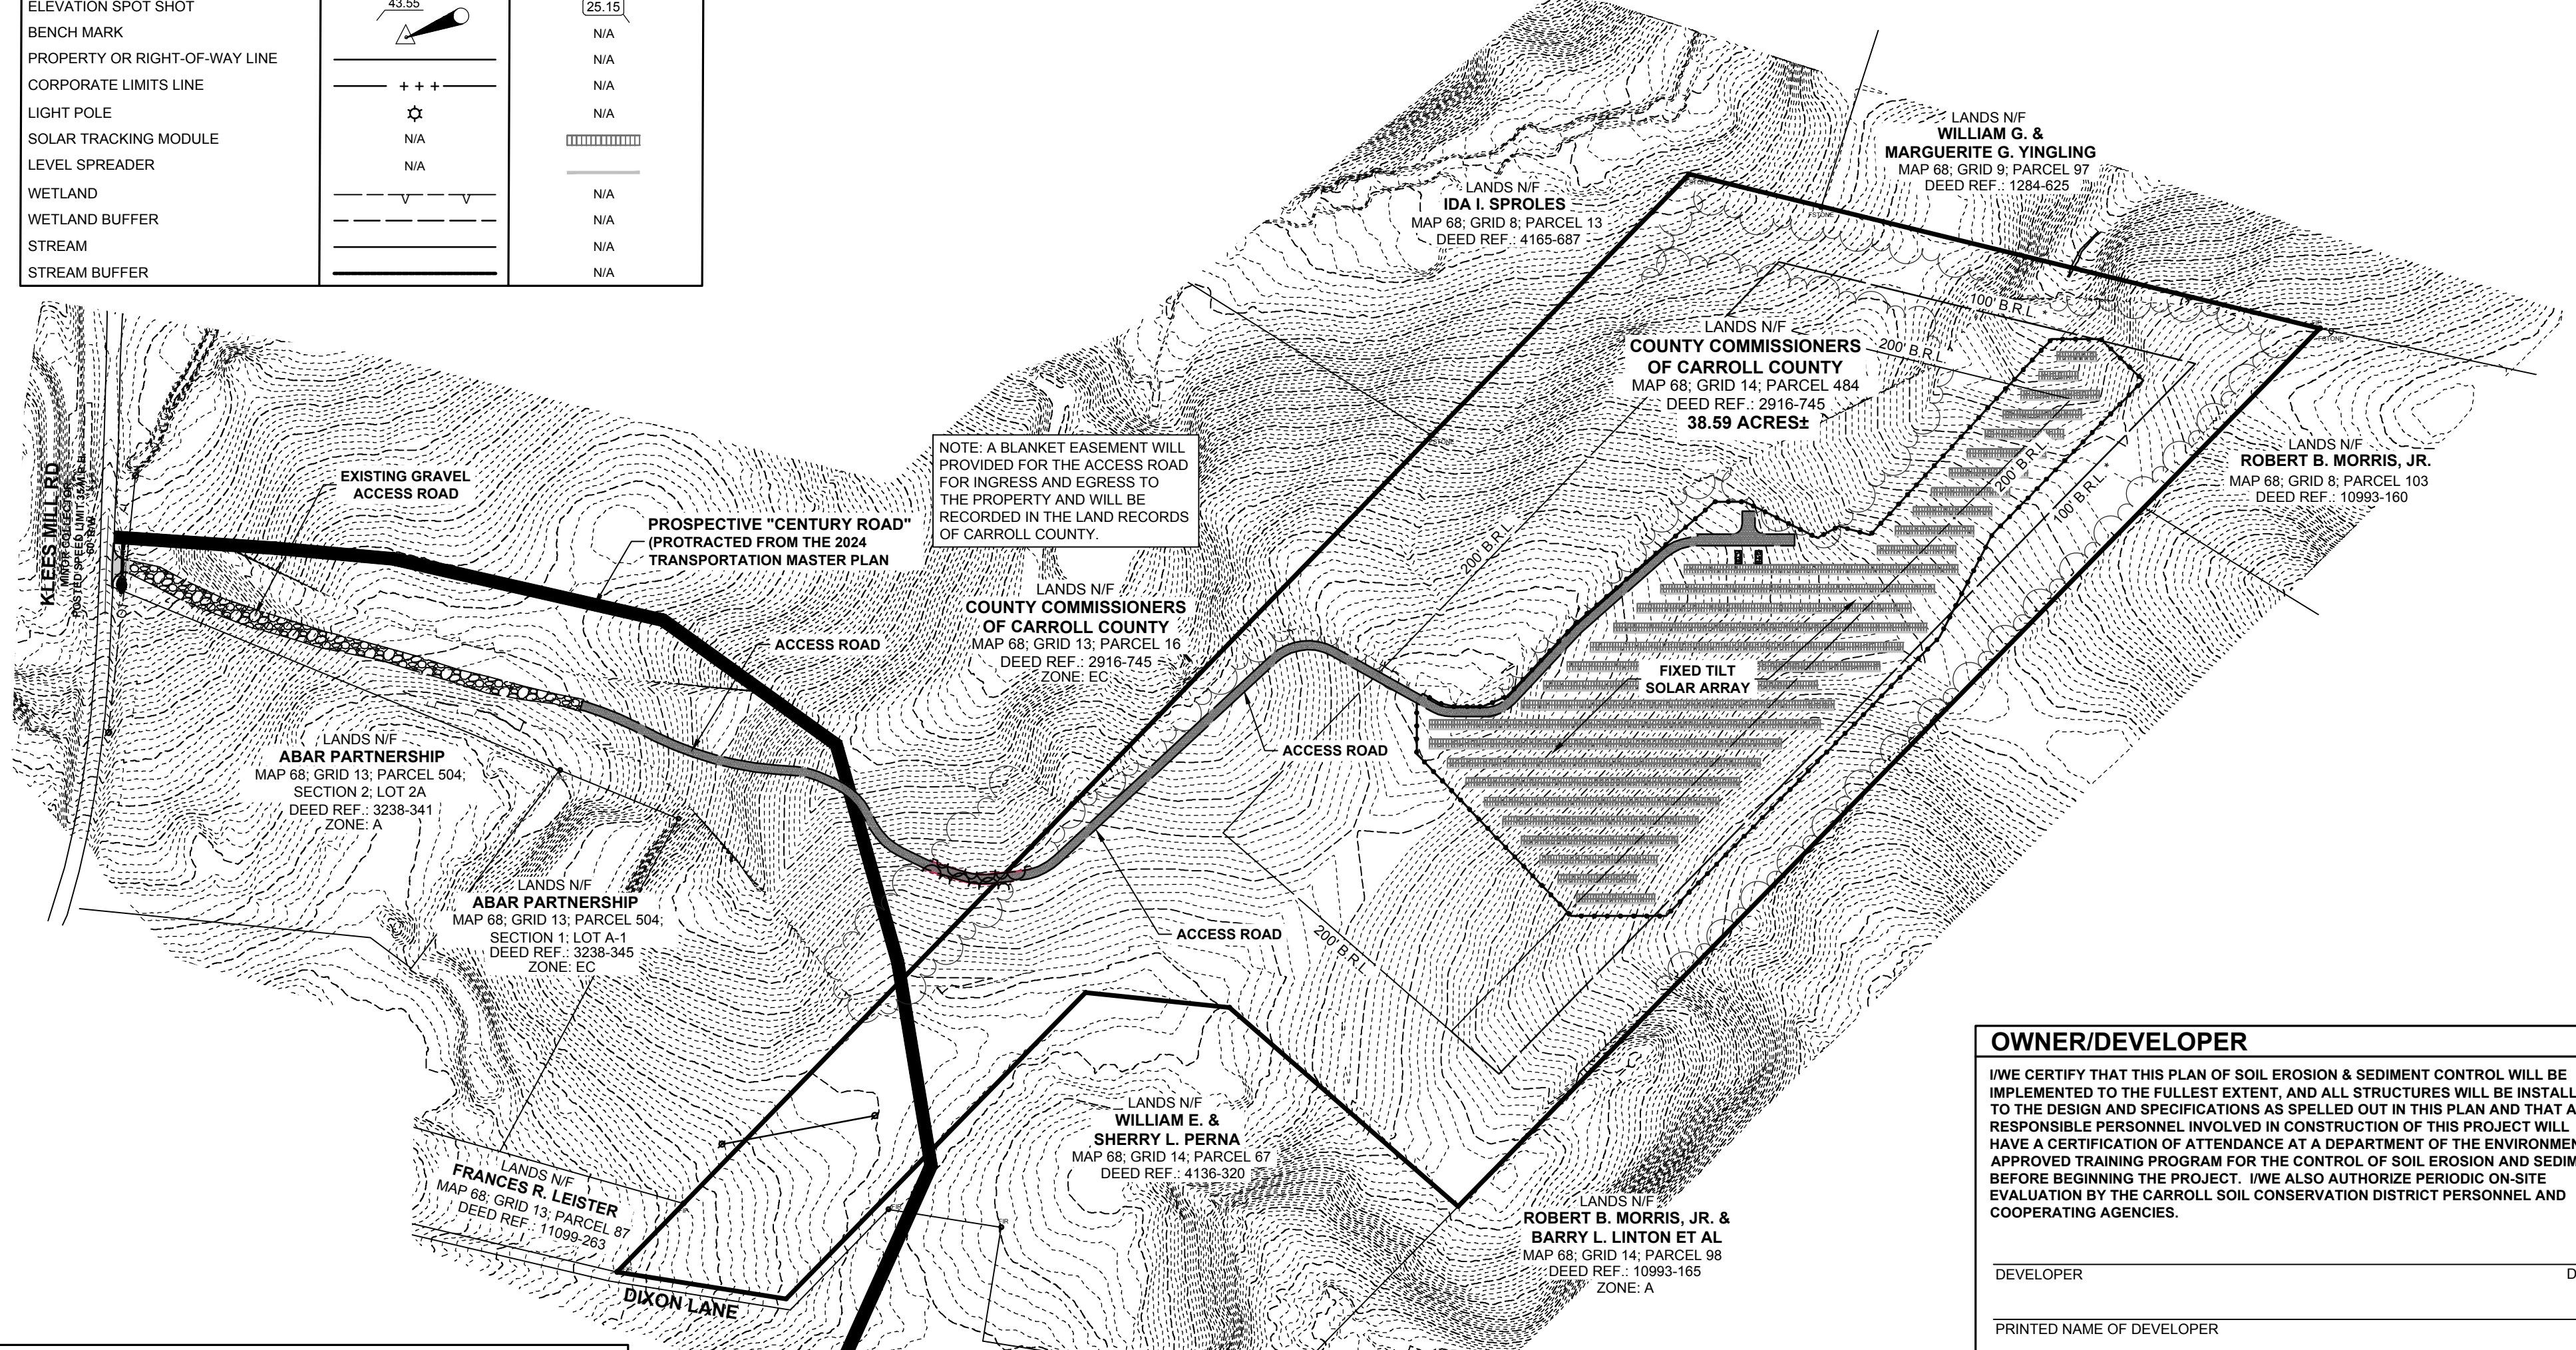 ELEVATION SPOT SHOT 43.55 25.15
BENCH MARK N/A
PROPERTY OR RIGHT-OF-WAY LINE N/A
CORPORATE LIMITS LINE N/A
LIGHT POLE N/A
SOLAR TRACKING MODULE N/A
LEVEL SPREADER N/A
WETLAND N/A
WETLAND BUFFER N/A
STREAM N/A
STREAM BUFFER N/A
KLEES MILL RD
MINOR COLLECTOR
POSTED SPEED LIMIT 35 M.P.H.
60' R/W
EXISTING GRAVEL
ACCESS ROAD
PROSPECTIVE "CENTURY ROAD"
(PROTRACTED FROM THE 2024
TRANSPORTATION MASTER PLAN
ACCESS ROAD
NOTE: A BLANKET EASEMENT WILL
PROVIDED FOR THE ACCESS ROAD
FOR INGRESS AND EGRESS TO
THE PROPERTY AND WILL BE
RECORDED IN THE LAND RECORDS
OF CARROLL COUNTY.
LANDS N/F
COUNTY COMMISSIONERS
OF CARROLL COUNTY
MAP 68; GRID 13; PARCEL 16
DEED REF.: 2916-745
ZONE: EC
LANDS N/F
IDA I. SPROLES
MAP 68; GRID 8; PARCEL 13
DEED REF.: 4165-687
LANDS N/F
WILLIAM G. &
MARGUERITE G. YINGLING
MAP 68; GRID 9; PARCEL 97
DEED REF.: 1284-625
FSTONE
100' B.R.L. *
200' B.R.L.
LANDS N/F
COUNTY COMMISSIONERS
OF CARROLL COUNTY
MAP 68; GRID 14; PARCEL 484
DEED REF.: 2916-745
38.59 ACRES±
FSTONE
LANDS N/F
ROBERT B. MORRIS, JR.
MAP 68; GRID 8; PARCEL 103
DEED REF.: 10993-160
200' B.R.L.
100' B.R.L. *
200' B.R.L.
FIXED TILT
SOLAR ARRAY
ACCESS ROAD
ACCESS ROAD
200' B.R.L.
LANDS N/F
ABAR PARTNERSHIP
MAP 68; GRID 13; PARCEL 504;
SECTION 2; LOT 2A
DEED REF.: 3238-341
ZONE: A
LANDS N/F
ABAR PARTNERSHIP
MAP 68; GRID 13; PARCEL 504;
SECTION 1; LOT A-1
DEED REF.: 3238-345
ZONE: EC
LANDS N/F
FRANCES R. LEISTER
MAP 68; GRID 13; PARCEL 87
DEED REF.: 11099-263
DIXON LANE
LANDS N/F
WILLIAM E. &
SHERRY L. PERNA
MAP 68; GRID 14; PARCEL 67
DEED REF.: 4136-320
LANDS N/F
ROBERT B. MORRIS, JR. &
BARRY L. LINTON ET AL
MAP 68; GRID 14; PARCEL 98
DEED REF.: 10993-165
ZONE: A
OWNER/DEVELOPER
I/WE CERTIFY THAT THIS PLAN OF SOIL EROSION & SEDIMENT CONTROL WILL BE
IMPLEMENTED TO THE FULLEST EXTENT, AND ALL STRUCTURES WILL BE INSTALL
TO THE DESIGN AND SPECIFICATIONS AS SPELLED OUT IN THIS PLAN AND THAT A
RESPONSIBLE PERSONNEL INVOLVED IN CONSTRUCTION OF THIS PROJECT WILL
HAVE A CERTIFICATION OF ATTENDANCE AT A DEPARTMENT OF THE ENVIRONMEN
APPROVED TRAINING PROGRAM FOR THE CONTROL OF SOIL EROSION AND SEDIM
BEFORE BEGINNING THE PROJECT. I/WE ALSO AUTHORIZE PERIODIC ON-SITE
EVALUATION BY THE CARROLL SOIL CONSERVATION DISTRICT PERSONNEL AND
COOPERATING AGENCIES.
DEVELOPER D
PRINTED NAME OF DEVELOPER